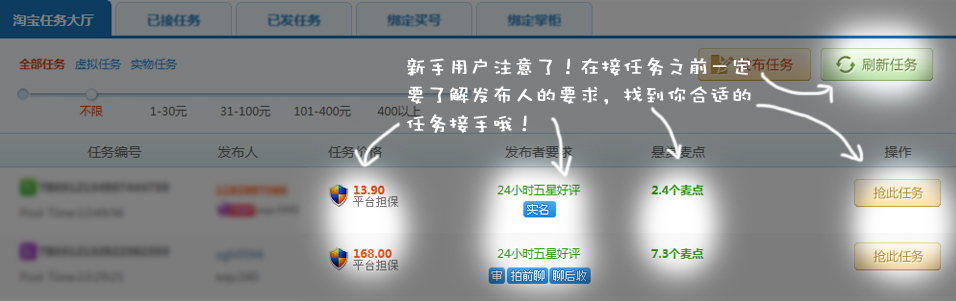 淘宝任务大厅 已接任务 已发任务 绑定买号 绑定掌柜
全部任务 虚拟任务 实物任务
发布任务 刷新任务
新手用户注意了！在接任务之前一定
要了解发布人的要求，找到你合适的
任务接手哦！
不限 1-30元 31-100元 101-400元 400以上
任务编号 发布人 任务价格 发布者要求 悬赏麦点 操作
13.90 24小时五星好评 2.4个麦点 抢此任务
平台担保 实名
168.00 24小时五星好评 7.3个麦点 抢此任务
平台担保 审 拍前聊 聊后收